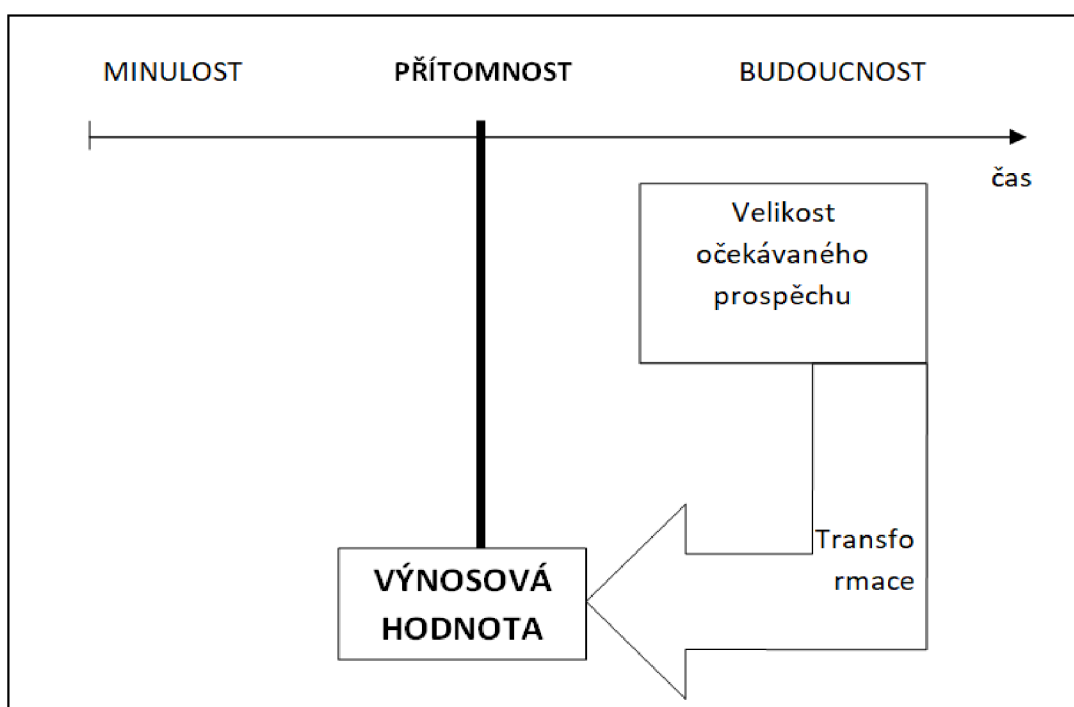 MINULOST PŘÍTOMNOST BUDOUCNOST
čas
Velikost
očekávaného
prospěchu
Transfo
rmace
VÝNOSOVÁ
HODNOTA